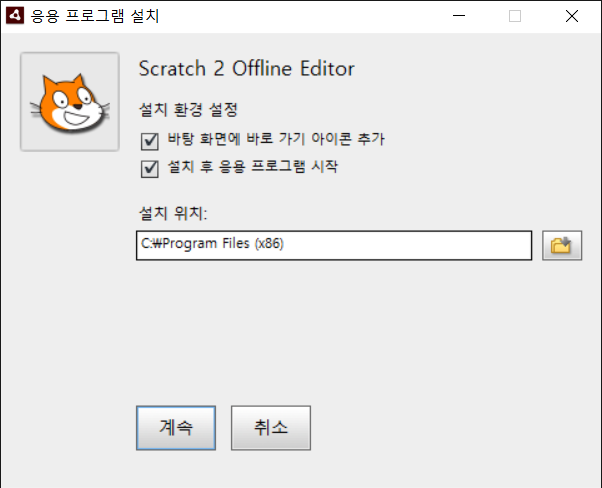 응용 프로그램 설치
Scratch 2 Offline Editor
설치 환경 설정
바탕 화면에 바로 가기 아이콘 추가
설치 후 응용 프로그램 시작
설치 위치:
C:₩Program Files (x86)
계속 취소